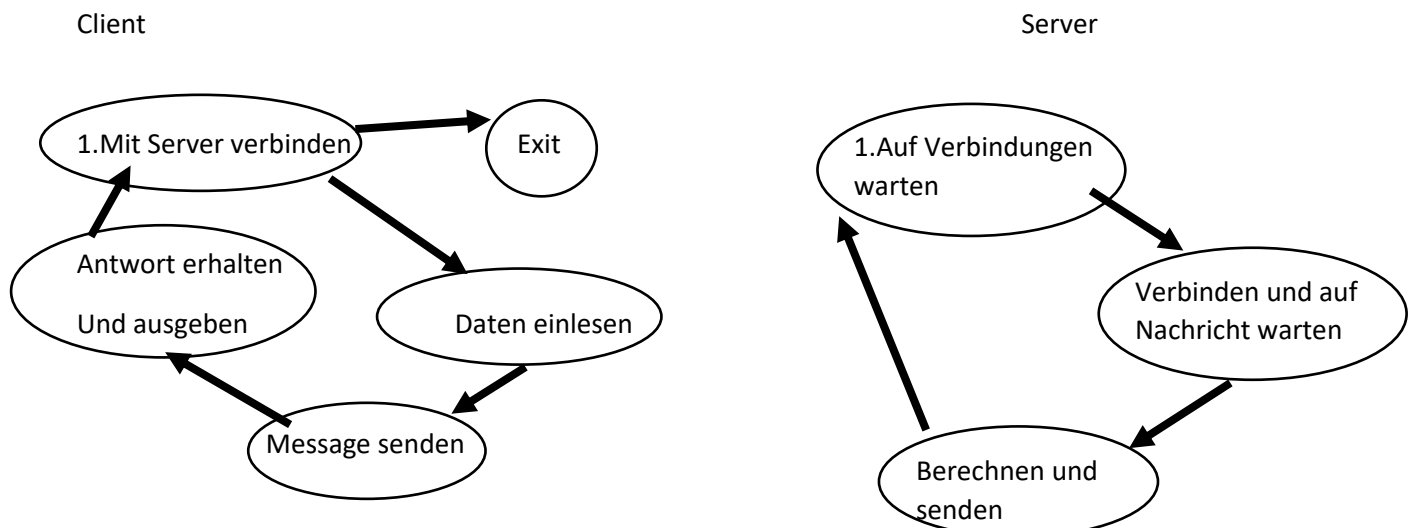 Client
Server
1.Mit Server verbinden
Exit
Antwort erhalten
Und ausgeben
Daten einlesen
Message senden
1.Auf Verbindungen
warten
Verbinden und auf
Nachricht warten
Berechnen und
senden